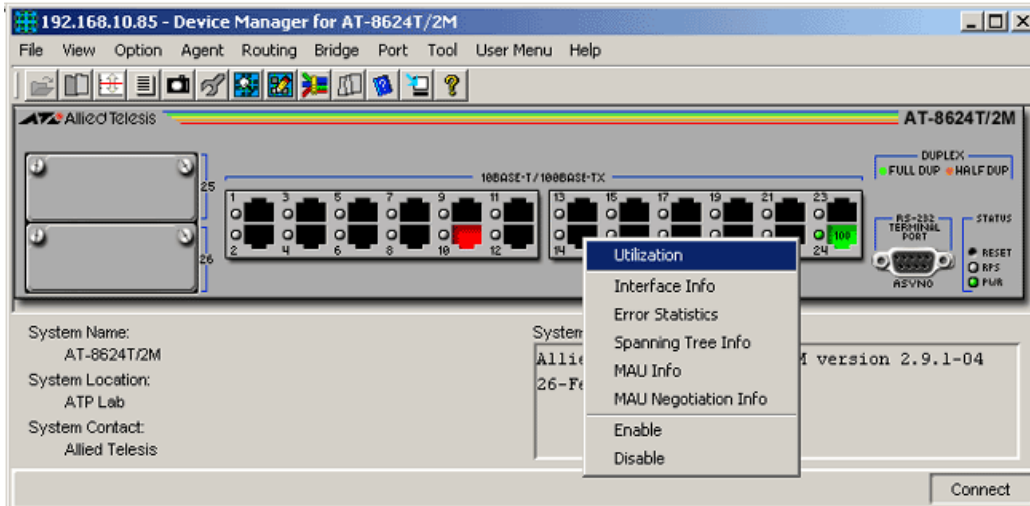 192.168.10.85 - Device Manager for AT-8624T/2M
File View Option Agent Routing Bridge Port Tool User Menu Help
Allied Telesis
AT-8624T/2M
DUPLEX
FULL DUP HALF DUP
10BASE-T/100BASE-TX
25
1 3 5 7 9 11 13 15 17 19 21 23
100
2 4 6 8 10 12 14 24
26
RS-232
TERMINAL
PORT
ASYN0
STATUS
RESET
RPS
PWR
Utilization
Interface Info
Error Statistics
Spanning Tree Info
MAU Info
MAU Negotiation Info
Enable
Disable
System Name:
AT-8624T/2M
System Location:
ATP Lab
System Contact:
Allied Telesis
System
version 2.9.1-04
Connect